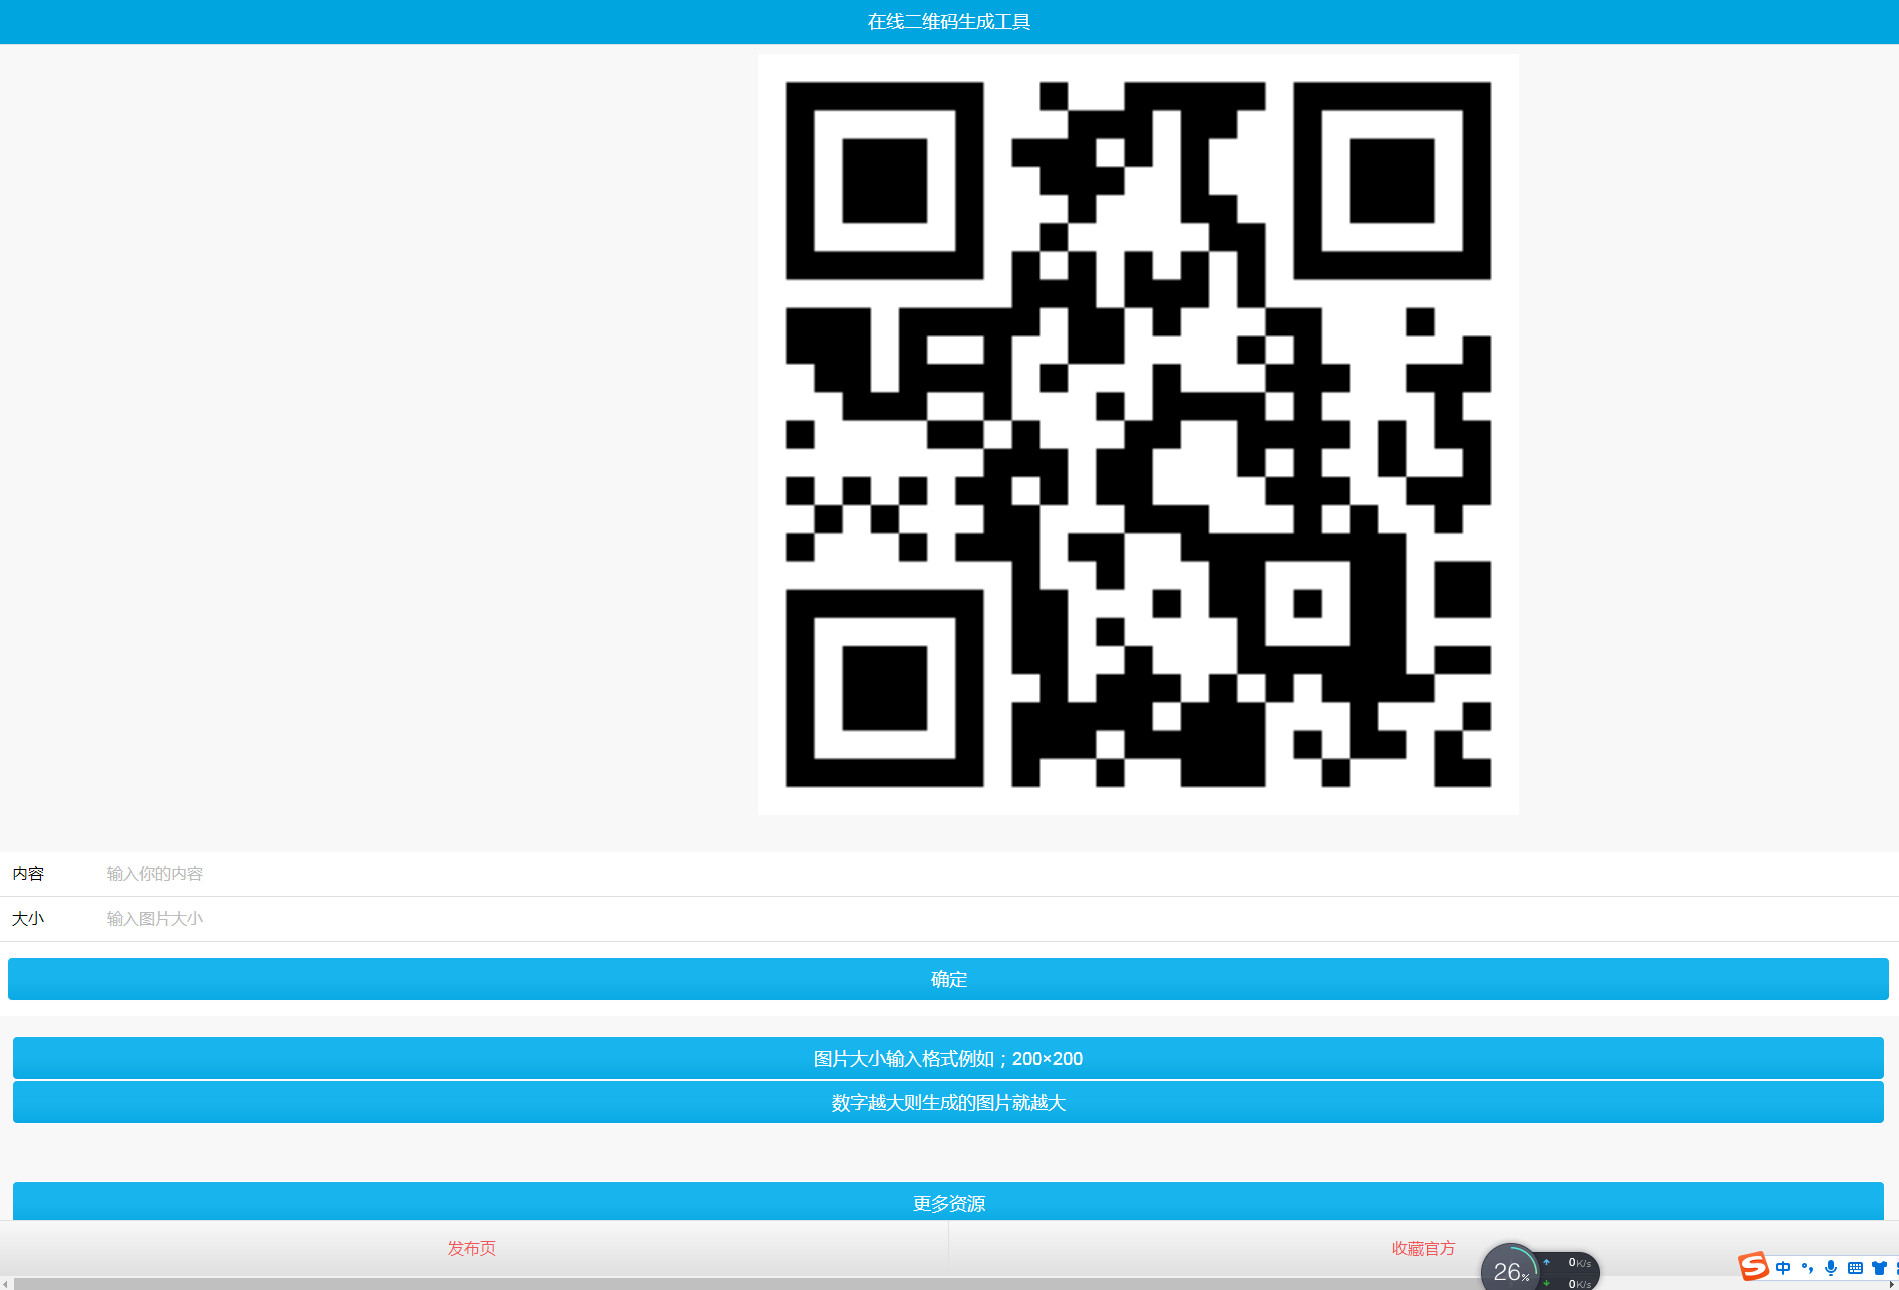 在线二维码生成工具
内容 输入你的内容
大小 输入图片大小
确定
图片大小输入格式例如；200×200
数字越大则生成的图片就越大
更多资源
发布页 收藏官方
26% 0K/s
0K/s
S 中